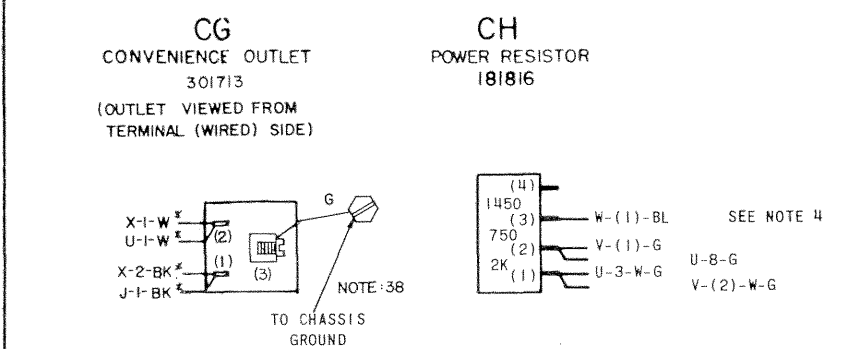 CG
CONVENIENCE OUTLET
301713
(OUTLET VIEWED FROM
TERMINAL (WIRED) SIDE)
X-1-W*
U-1-W*
(2)
X-2-BK*
(1)
J-1-BK*
(3)
G
NOTE:38
TO CHASSIS
GROUND
CH
POWER RESISTOR
181816
(4)
1450
(3)
W-(1)-BL
SEE NOTE 4
750
(2)
V-(1)-G
U-8-G
2K
(1)
U-3-W-G
V-(2)-W-G